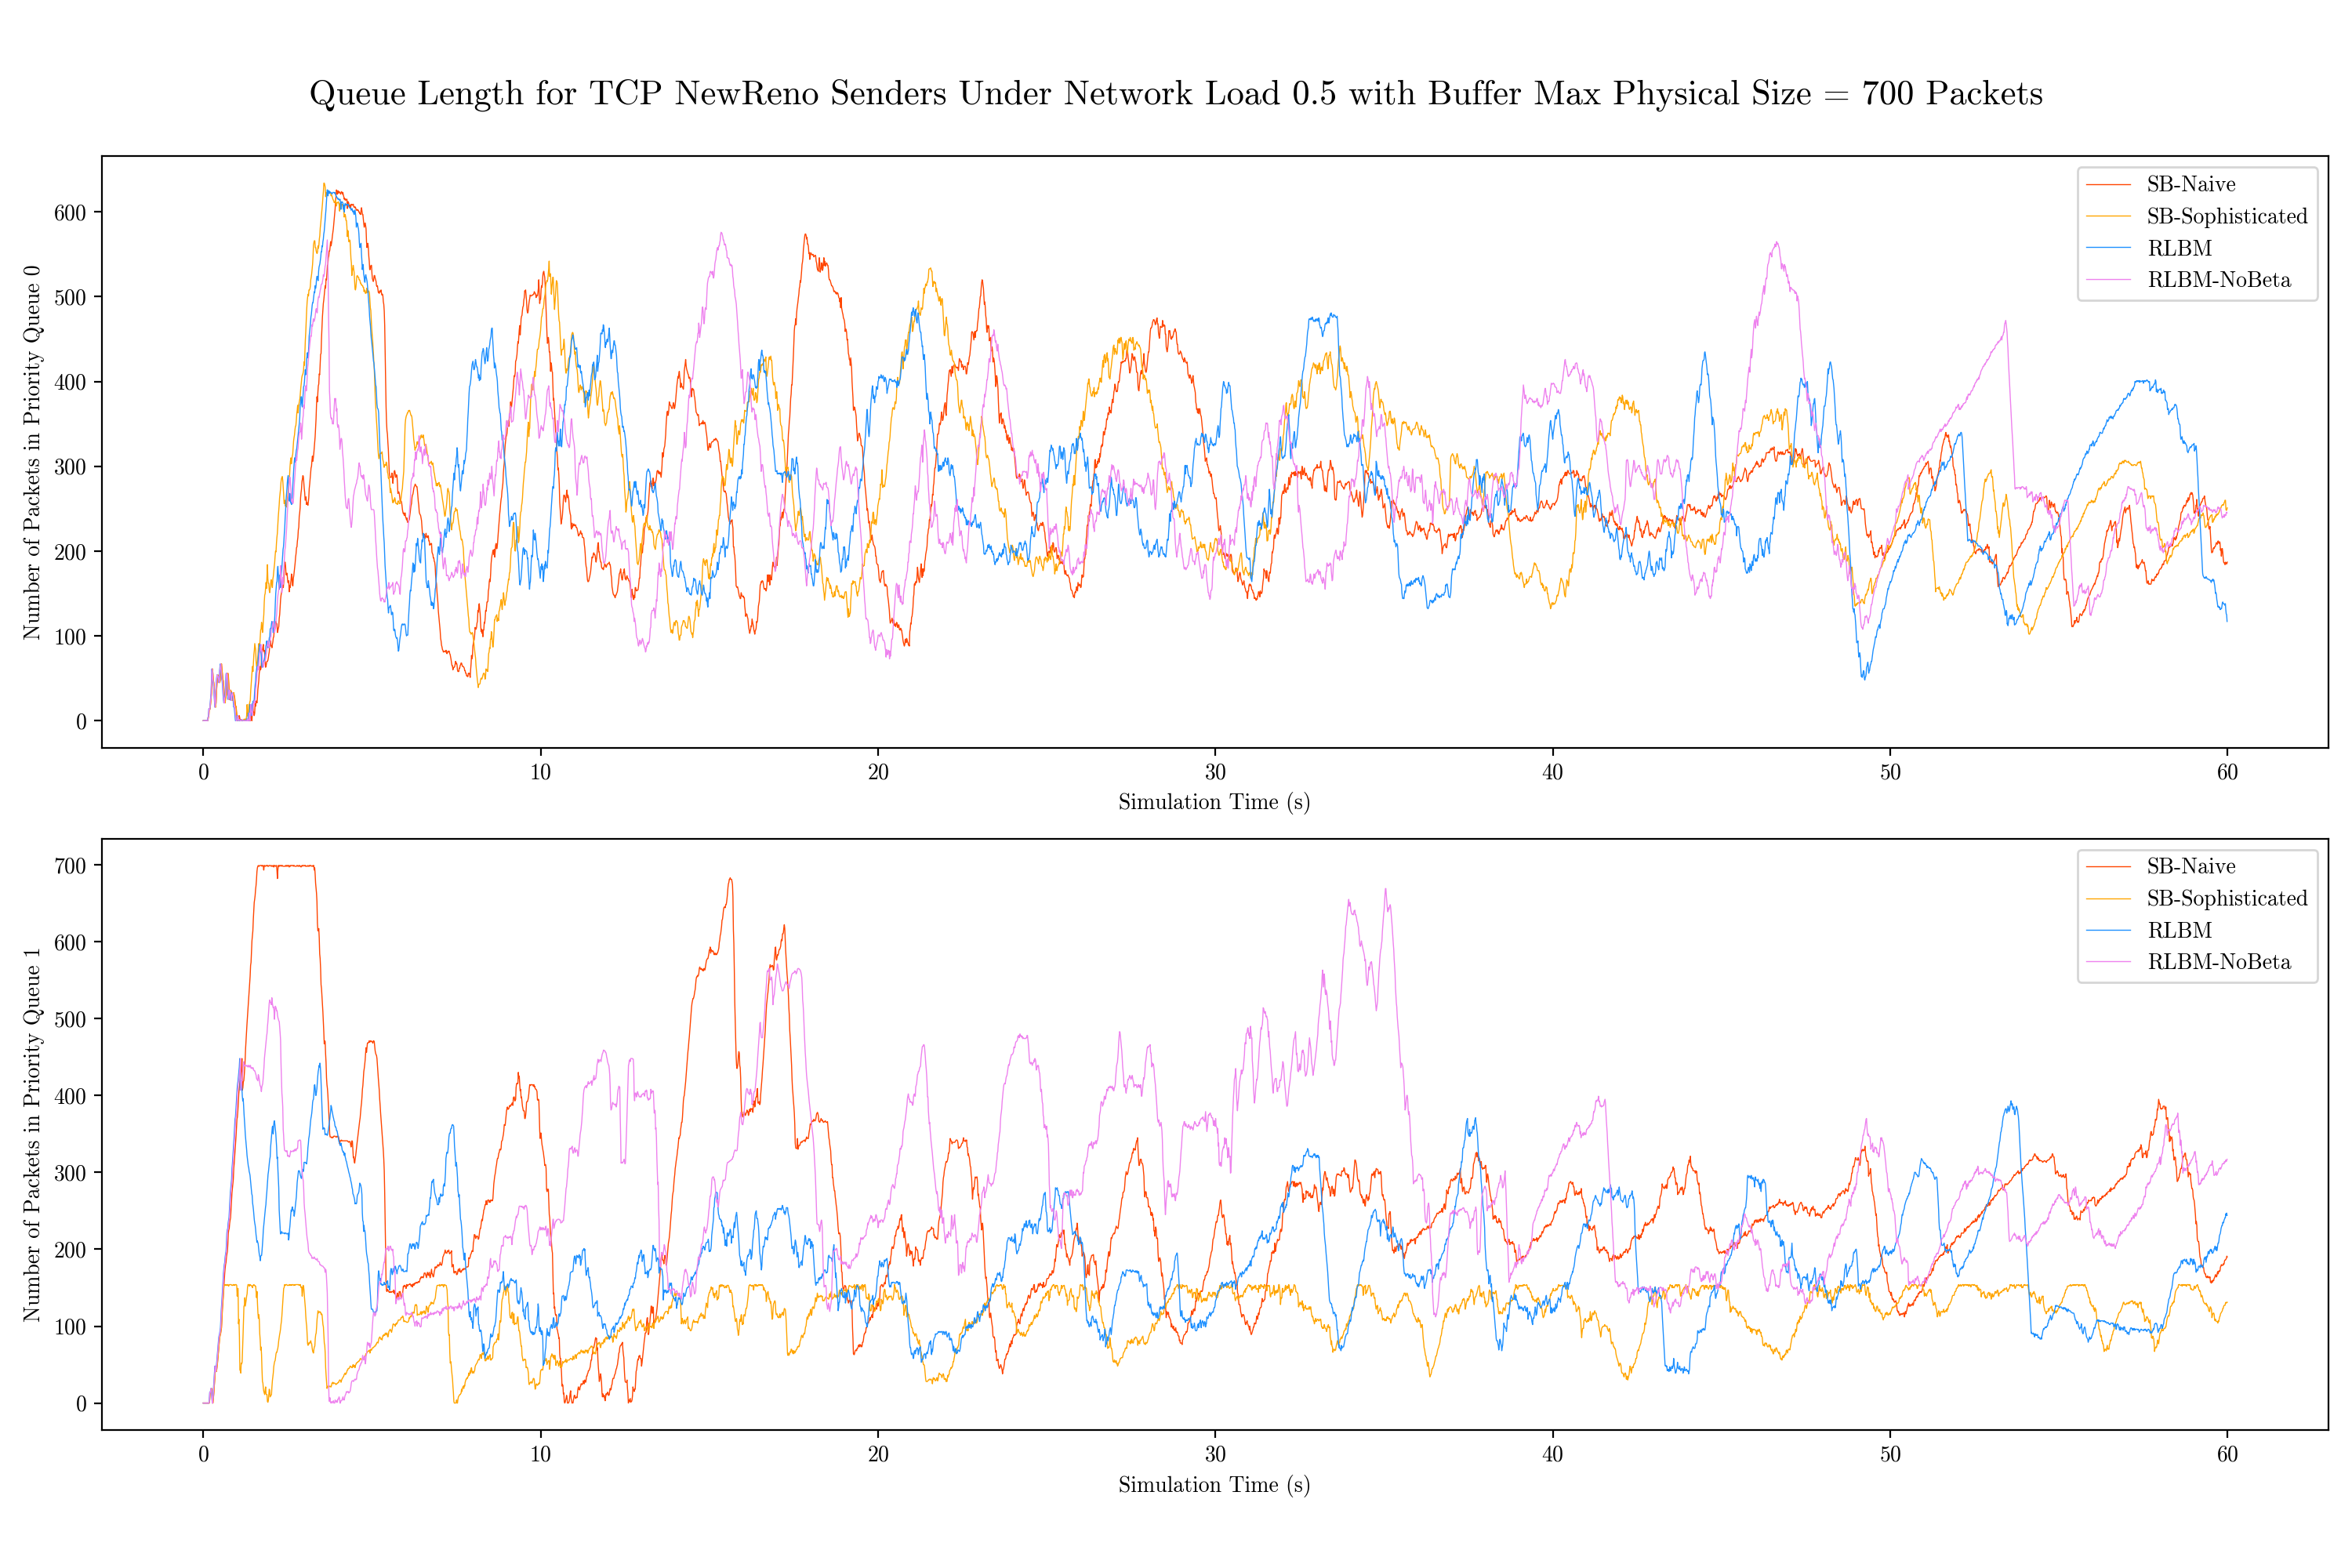 Queue Length for TCP NewReno Senders Under Network Load 0.5 with Buffer Max Physical Size = 700 Packets
Number of Packets in Priority Queue 0
600
500
400
300
200
100
0
SB-Naive
SB-Sophisticated
RLBM
RLBM-NoBeta
0 10 20 30 40 50 60
Simulation Time (s)
Number of Packets in Priority Queue 1
700
600
500
400
300
200
100
0
SB-Naive
SB-Sophisticated
RLBM
RLBM-NoBeta
0 10 20 30 40 50 60
Simulation Time (s)